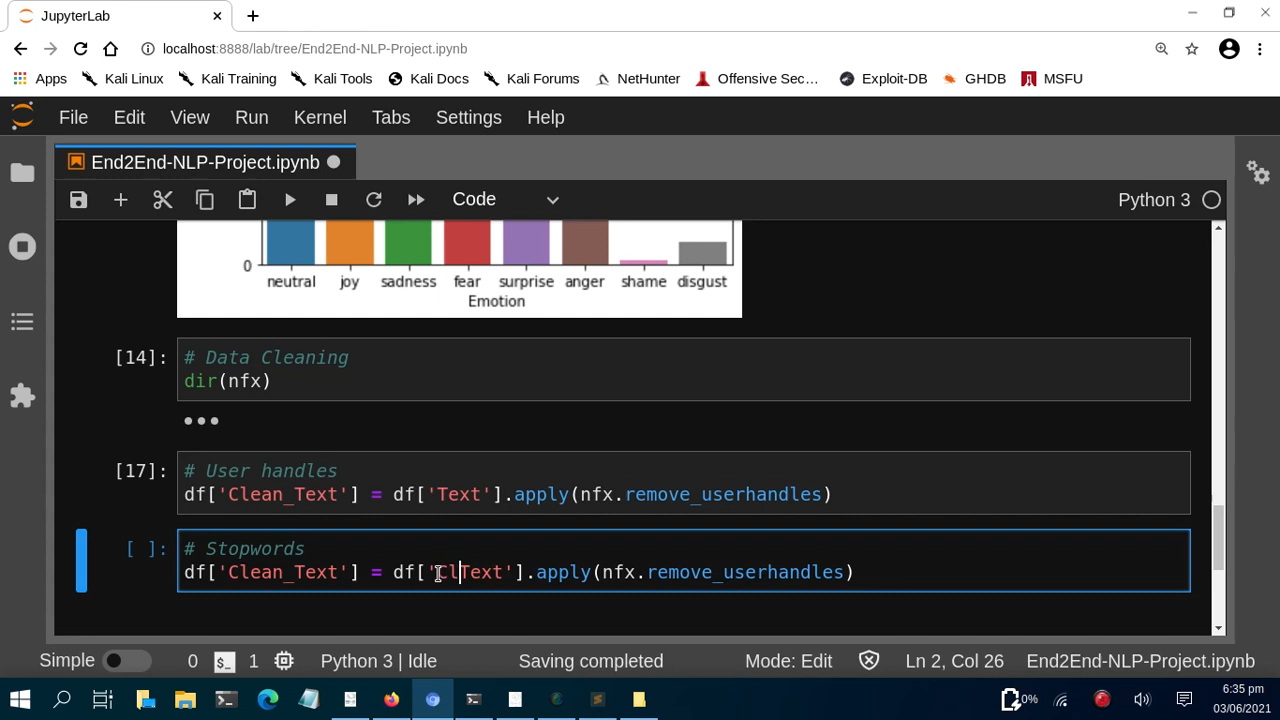 JupyterLab
localhost:8888/lab/tree/End2End-NLP-Project.ipynb
Apps Kali Linux Kali Training Kali Tools Kali Docs Kali Forums NetHunter Offensive Sec... Exploit-DB GHDB MSFU
File Edit View Run Kernel Tabs Settings Help
End2End-NLP-Project.ipynb
Code Python 3
0
neutral joy sadness fear surprise anger shame disgust
Emotion
[14]: # Data Cleaning
dir(nfx)
[17]: # User handles
df['Clean_Text'] = df['Text'].apply(nfx.remove_userhandles)
[ ]: # Stopwords
df['Clean_Text'] = df['ClText'].apply(nfx.remove_userhandles)
Simple 0 $_ 1 Python 3 | Idle Saving completed Mode: Edit Ln 2, Col 26 End2End-NLP-Project.ipynb
0% 6:35 pm
03/06/2021